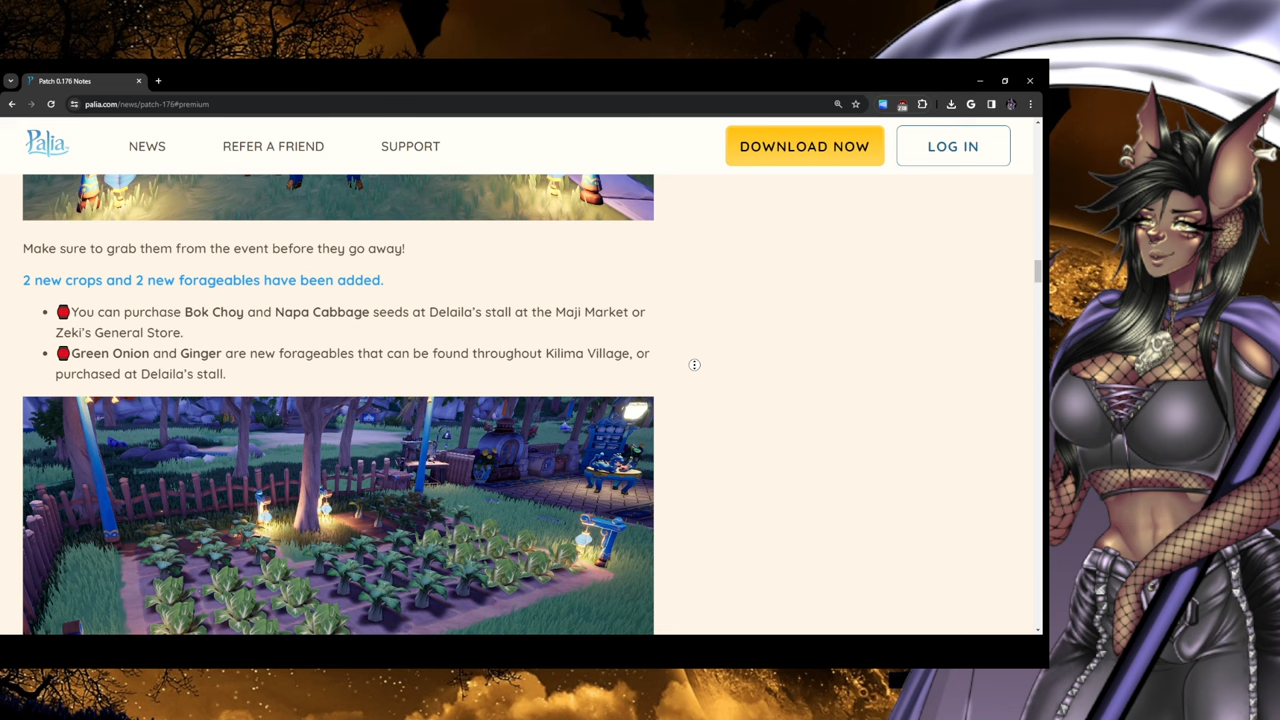 Patch 0.176 Notes
palia.com/news/patch-176#premium
238
Palia
NEWS
REFER A FRIEND
SUPPORT
DOWNLOAD NOW
LOG IN
Make sure to grab them from the event before they go away!
2 new crops and 2 new forageables have been added.
You can purchase Bok Choy and Napa Cabbage seeds at Delaila's stall at the Maji Market or
Zeki's General Store.
Green Onion and Ginger are new forageables that can be found throughout Kilima Village, or
purchased at Delaila's stall.